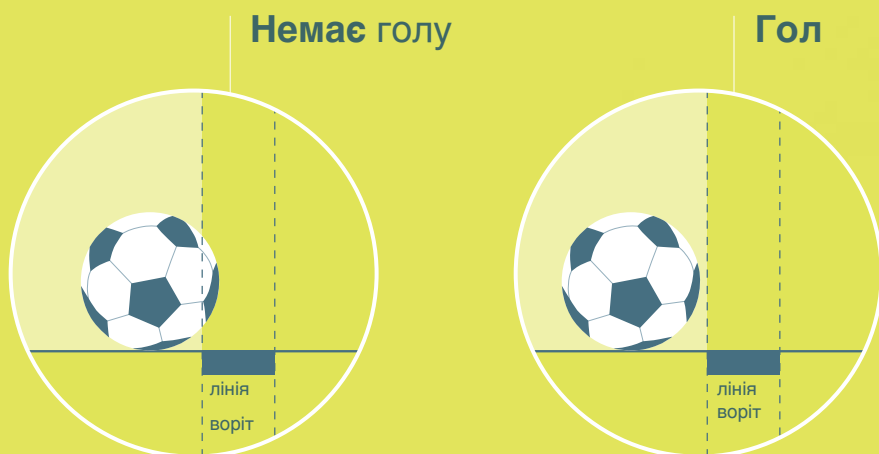 Немає голу
Гол
лінія
воріт
лінія
воріт